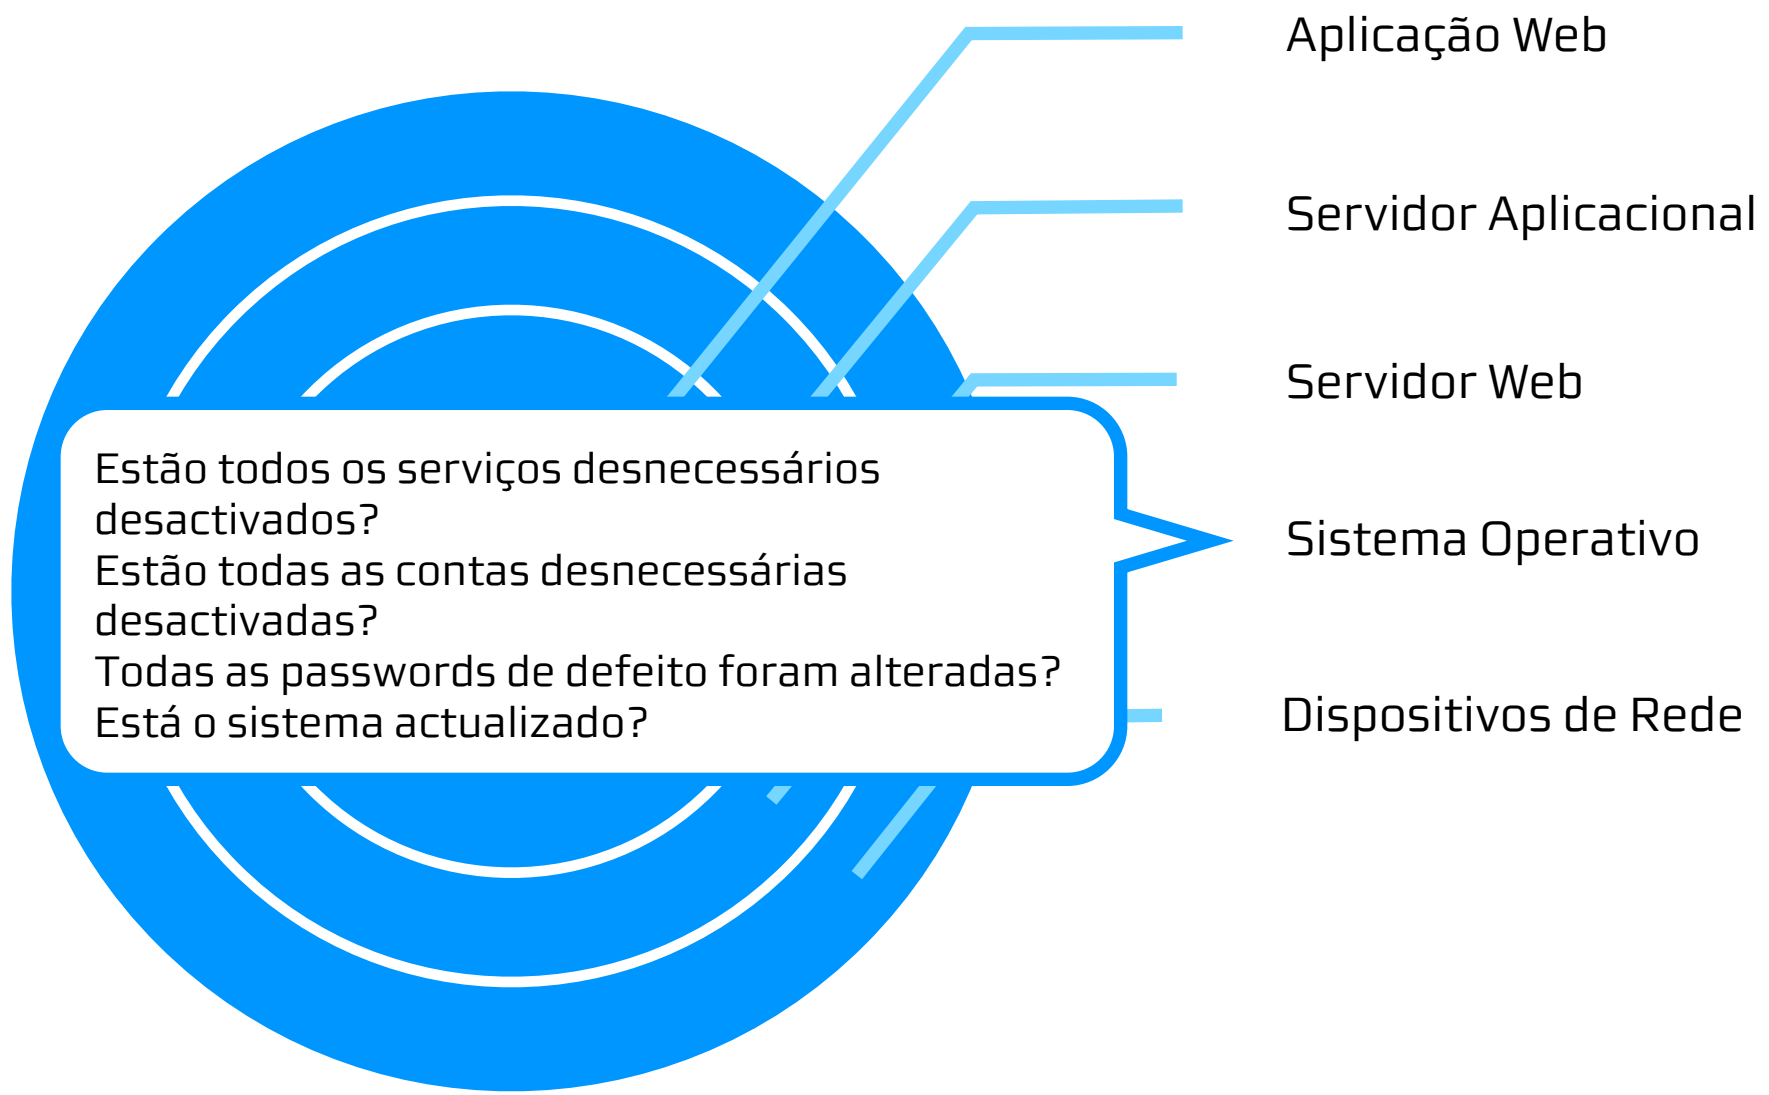 Aplicação Web
Servidor Aplicacional
Servidor Web
Estão todos os serviços desnecessários
desactivados?
Estão todas as contas desnecessárias
desactivadas?
Todas as passwords de defeito foram alteradas?
Está o sistema actualizado?
Sistema Operativo
Dispositivos de Rede